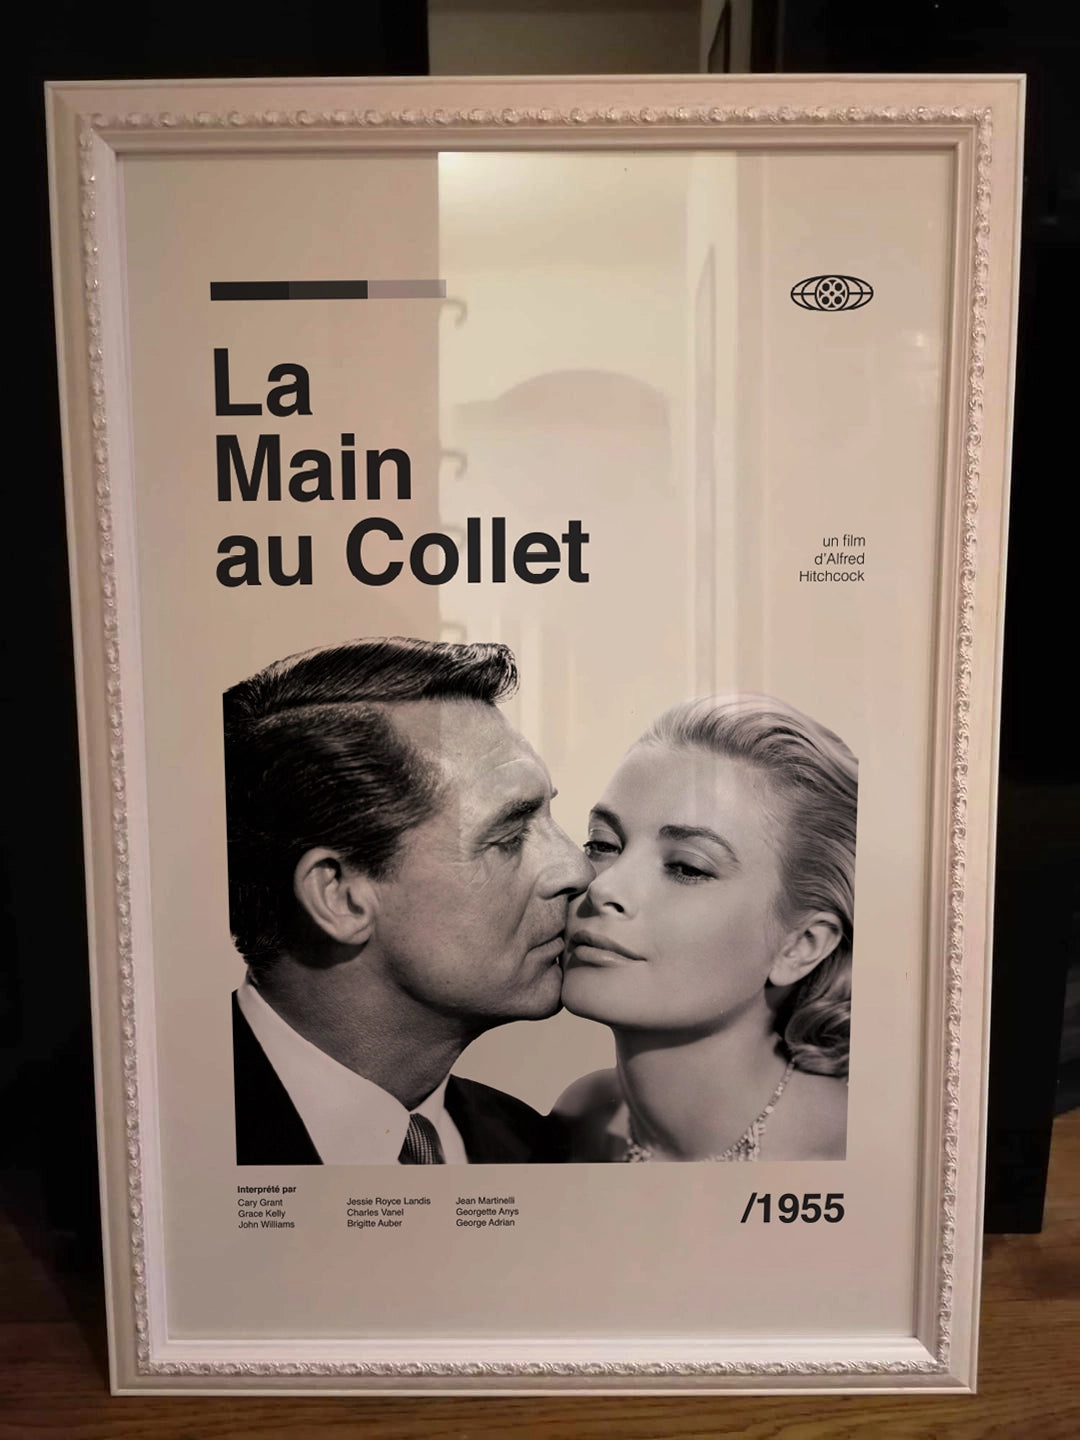 La
Main
au Collet
un film
d'Alfred
Hitchcock
Interprété par
Cary Grant
Grace Kelly
John Williams
Jessie Royce Landis
Charles Vanel
Brigitte Auber
Jean Martinelli
Georgette Anys
George Adrian
/1955